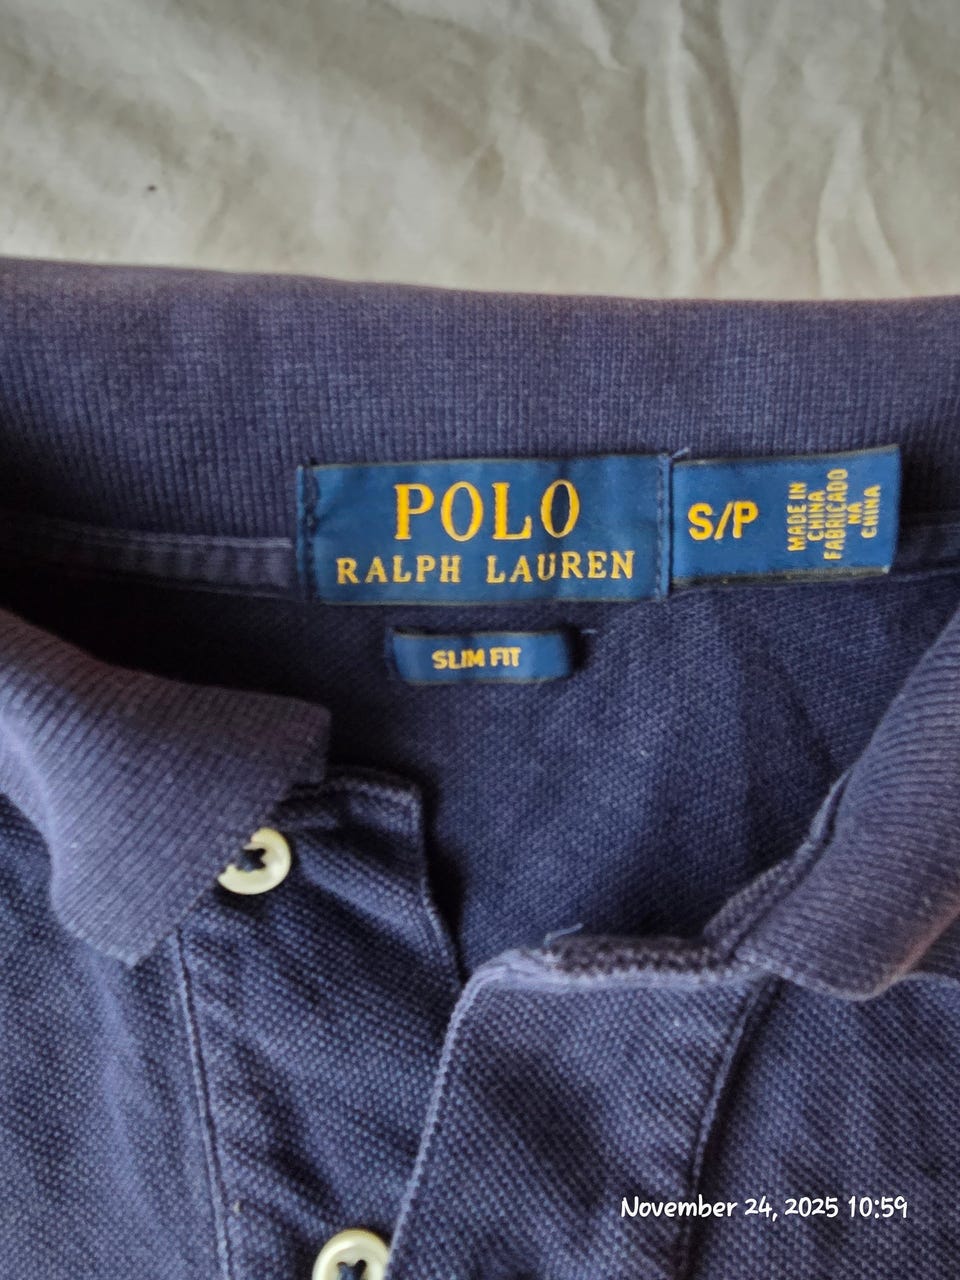 POLO
RALPH LAUREN
S/P
MADE IN
CHINA
FABRICADO
NA
CHINA
SLIM FIT
November 24, 2025 10:59